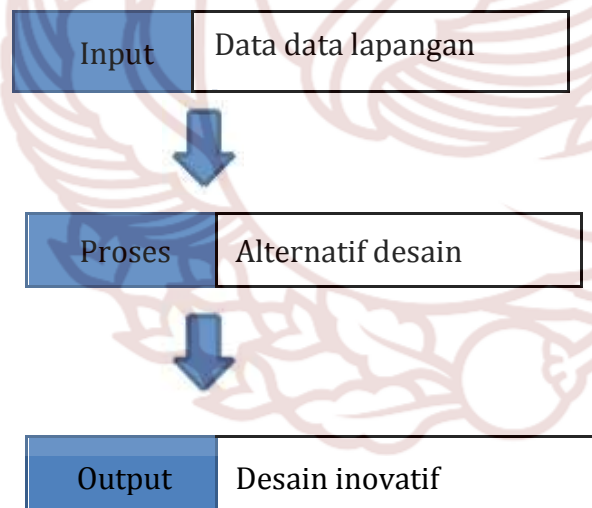 Input Data data lapangan
Proses Alternatif desain
Output Desain inovatif